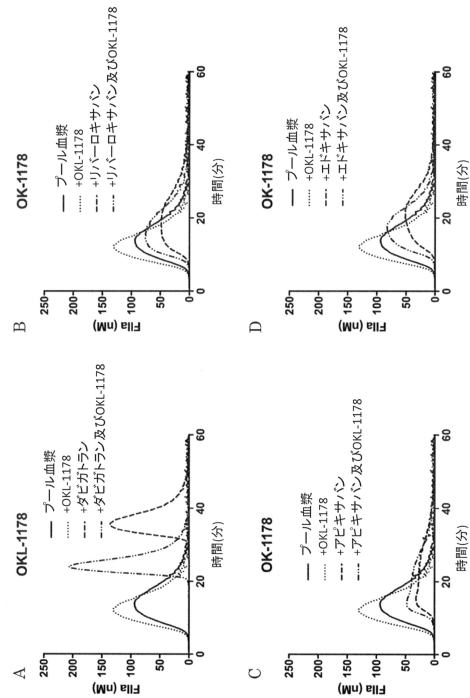 A
OKL-1178
250
200
150
100
50
0
FIIa (nM)
プール血漿
+OKL-1178
+ダビガトラン
+ダビガトラン及びOKL-1178
0
20
40
60
時間(分)
B
OK-1178
250
200
150
100
50
0
FIIa (nM)
プール血漿
+OKL-1178
+リバーロキサバン
+リバーロキサバン及びOKL-1178
0
20
40
60
時間(分)
C
OK-1178
250
200
150
100
50
0
FIIa (nM)
プール血漿
+OKL-1178
+アピキサバン
+アピキサバン及びOKL-1178
0
20
40
60
時間(分)
D
OK-1178
250
200
150
100
50
0
FIIa (nM)
プール血漿
+OKL-1178
+エドキサバン
+エドキサバン及びOKL-1178
0
20
40
60
時間(分)